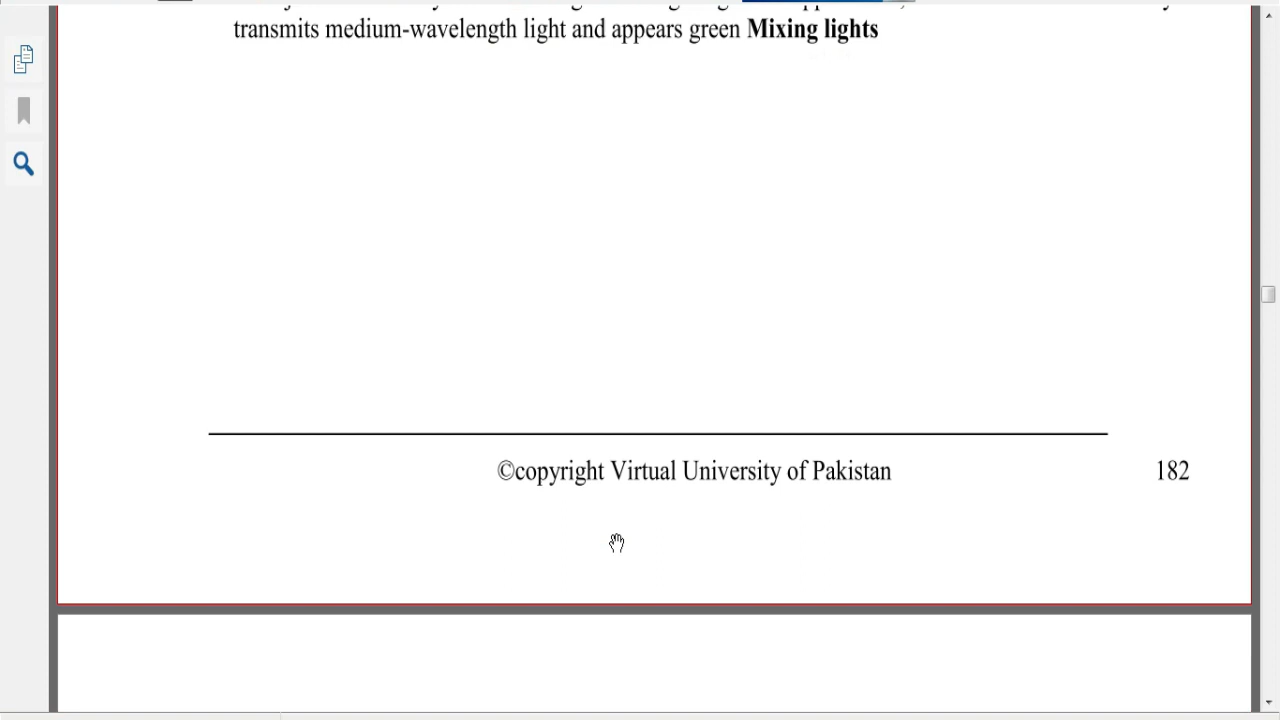 transmits medium-wavelength light and appears green Mixing lights
©copyright Virtual University of Pakistan
182